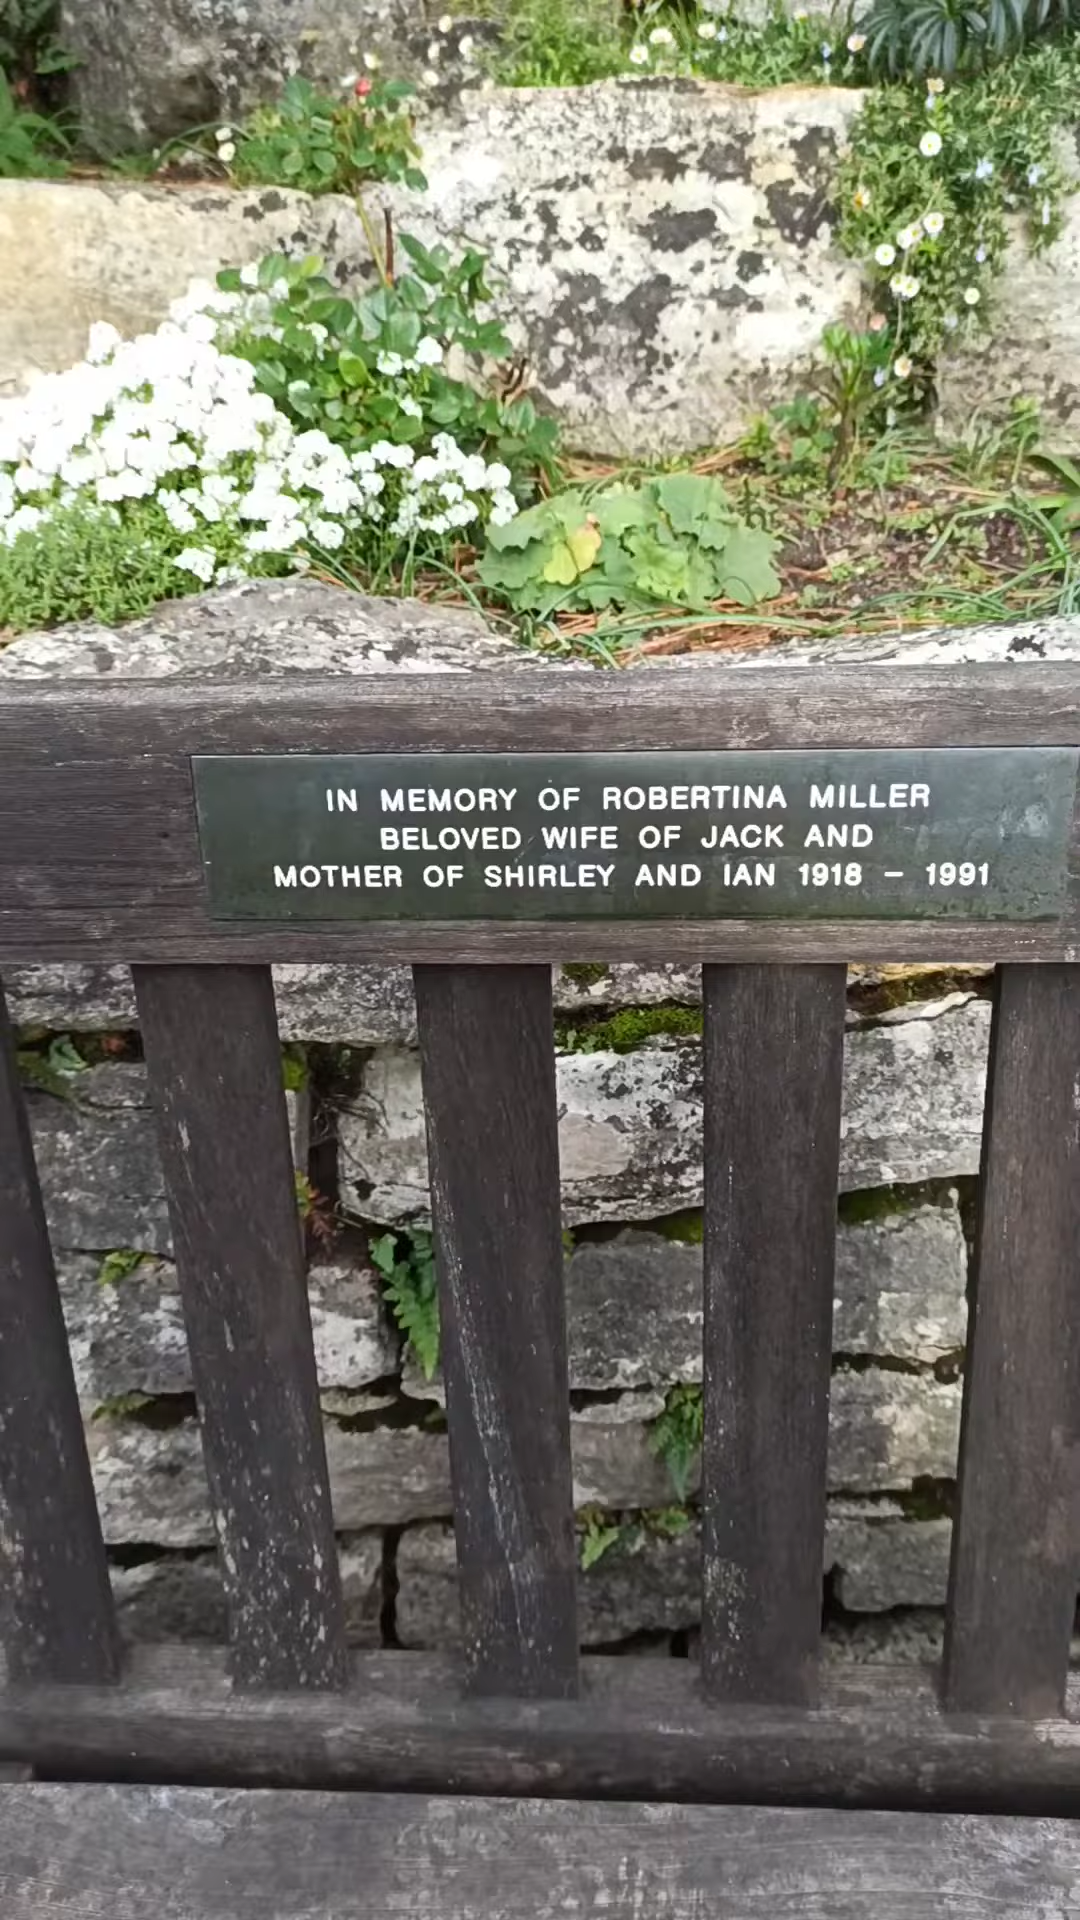 IN MEMORY OF ROBERTINA MILLER
BELOVED WIFE OF JACK AND
MOTHER OF SHIRLEY AND IAN 1918 – 1991